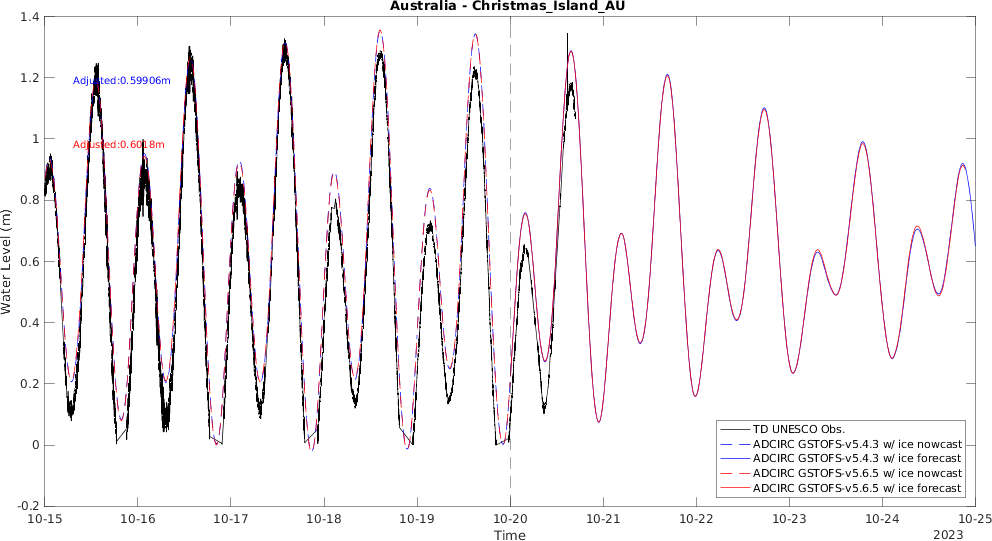 Australia - Christmas_Island_AU
1.4
1.2
1
0.8
0.6
0.4
0.2
0
-0.2
Water Level (m)
Adjusted:0.59906m
Adjusted:0.6018m
TD UNESCO Obs.
ADCIRC GSTOFS-v5.4.3 w/ ice nowcast
ADCIRC GSTOFS-v5.4.3 w/ ice forecast
ADCIRC GSTOFS-v5.6.5 w/ ice nowcast
ADCIRC GSTOFS-v5.6.5 w/ ice forecast
10-15 10-16 10-17 10-18 10-19 10-20 10-21 10-22 10-23 10-24 10-25
Time
2023